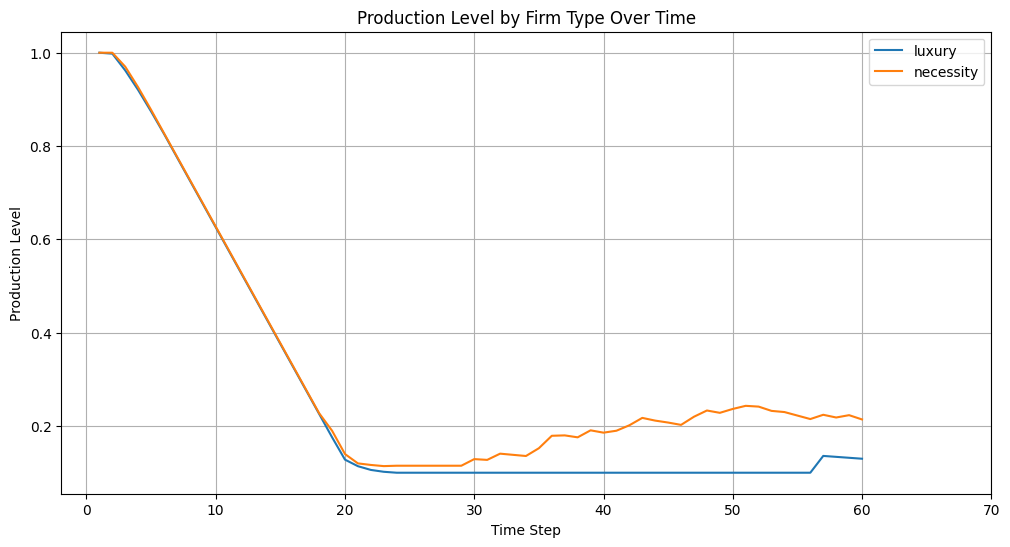 Production Level by Firm Type Over Time
luxury
necessity
Production Level
1.0
0.8
0.6
0.4
0.2
0 10 20 30 40 50 60 70
Time Step